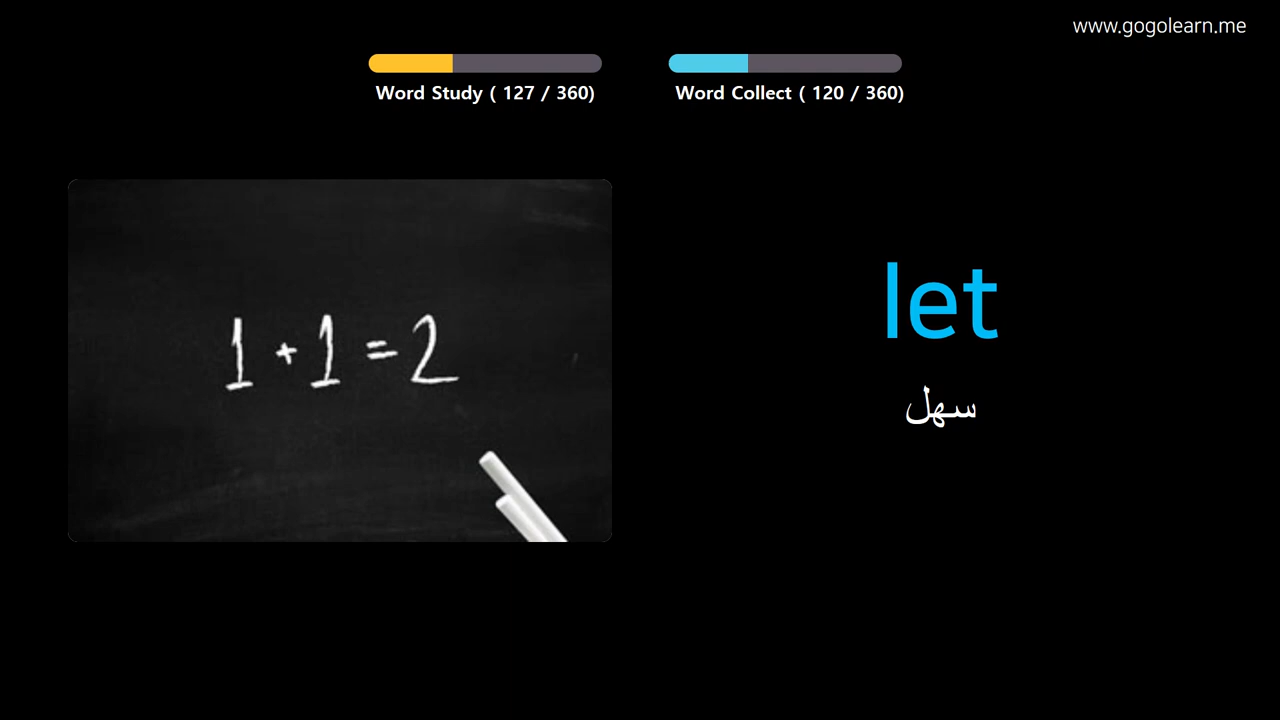 www.gogolearn.me
Word Study ( 127 / 360)
Word Collect ( 120 / 360)
1 + 1 = 2
let
سهل